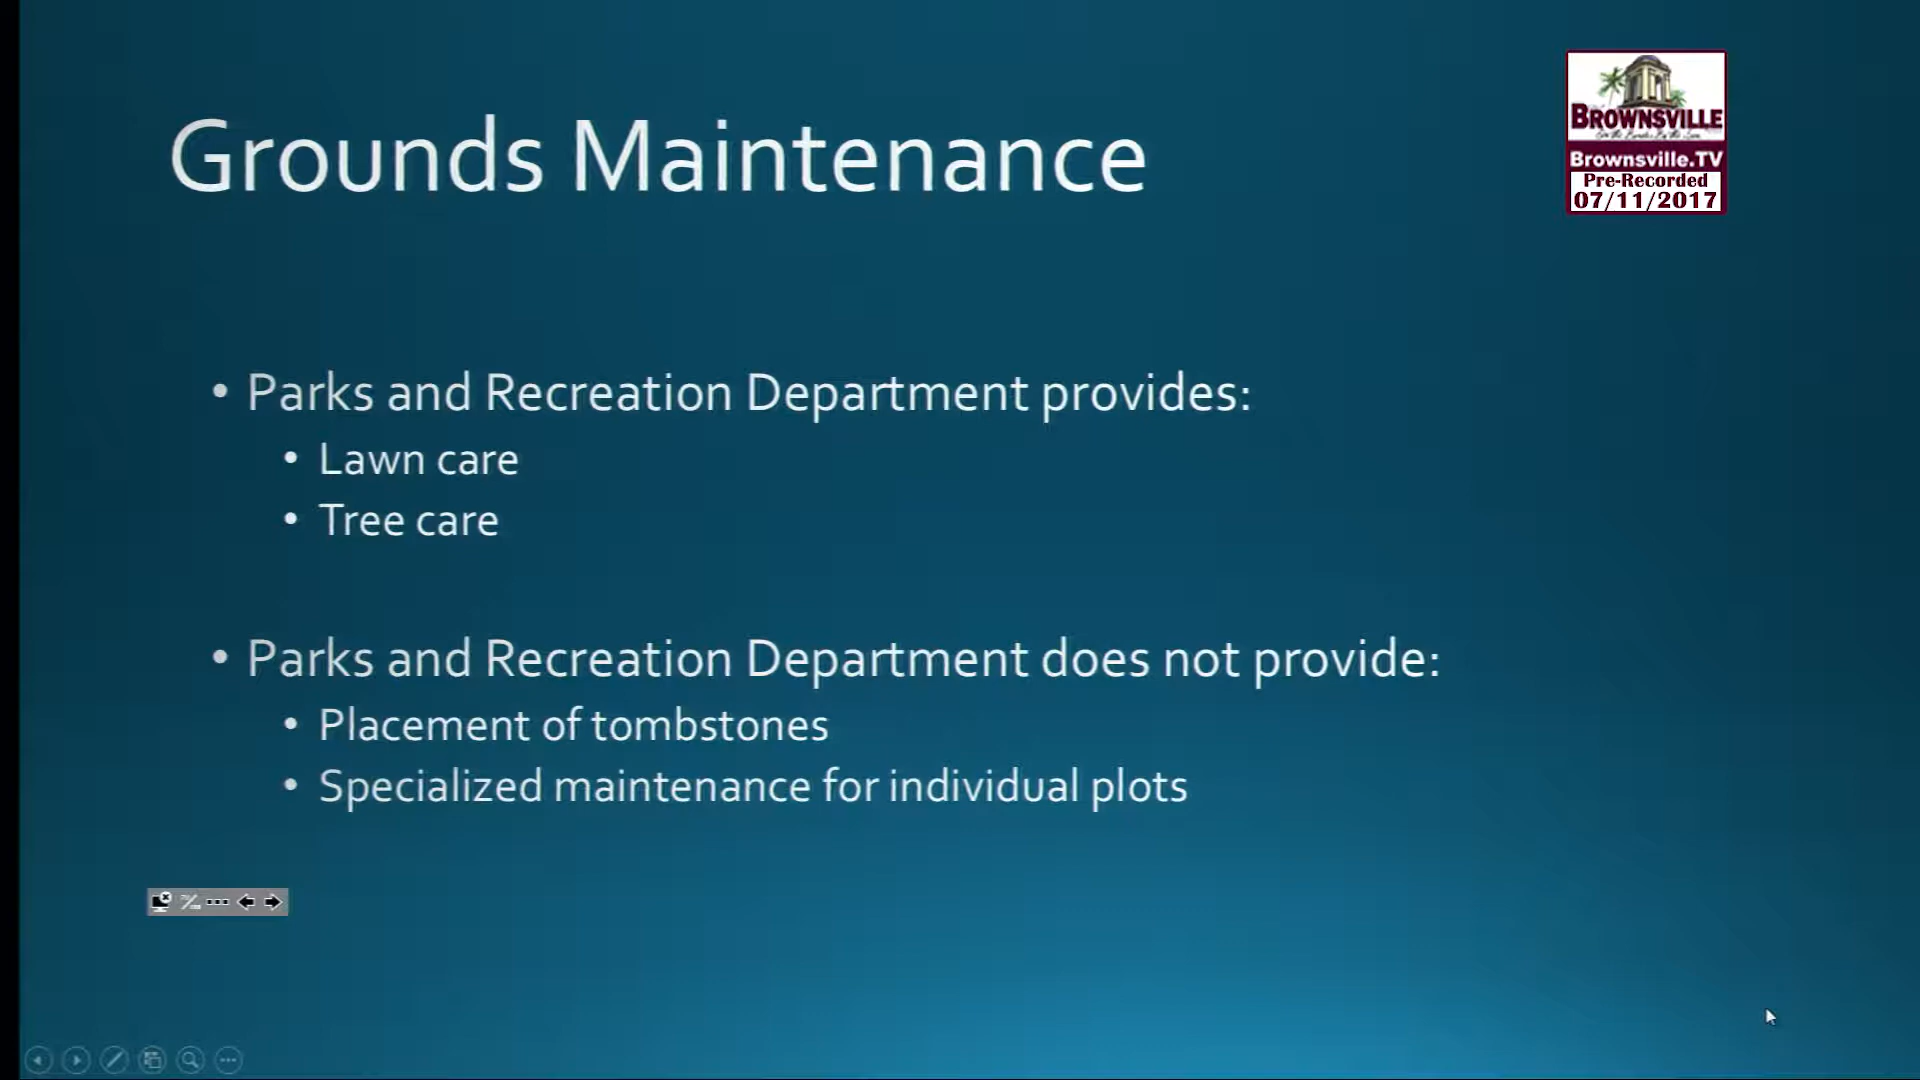 Grounds Maintenance
BROWNSVILLE
Brownsville.TV
Pre-Recorded
07/11/2017
• Parks and Recreation Department provides:
• Lawn care
• Tree care
• Parks and Recreation Department does not provide:
• Placement of tombstones
• Specialized maintenance for individual plots